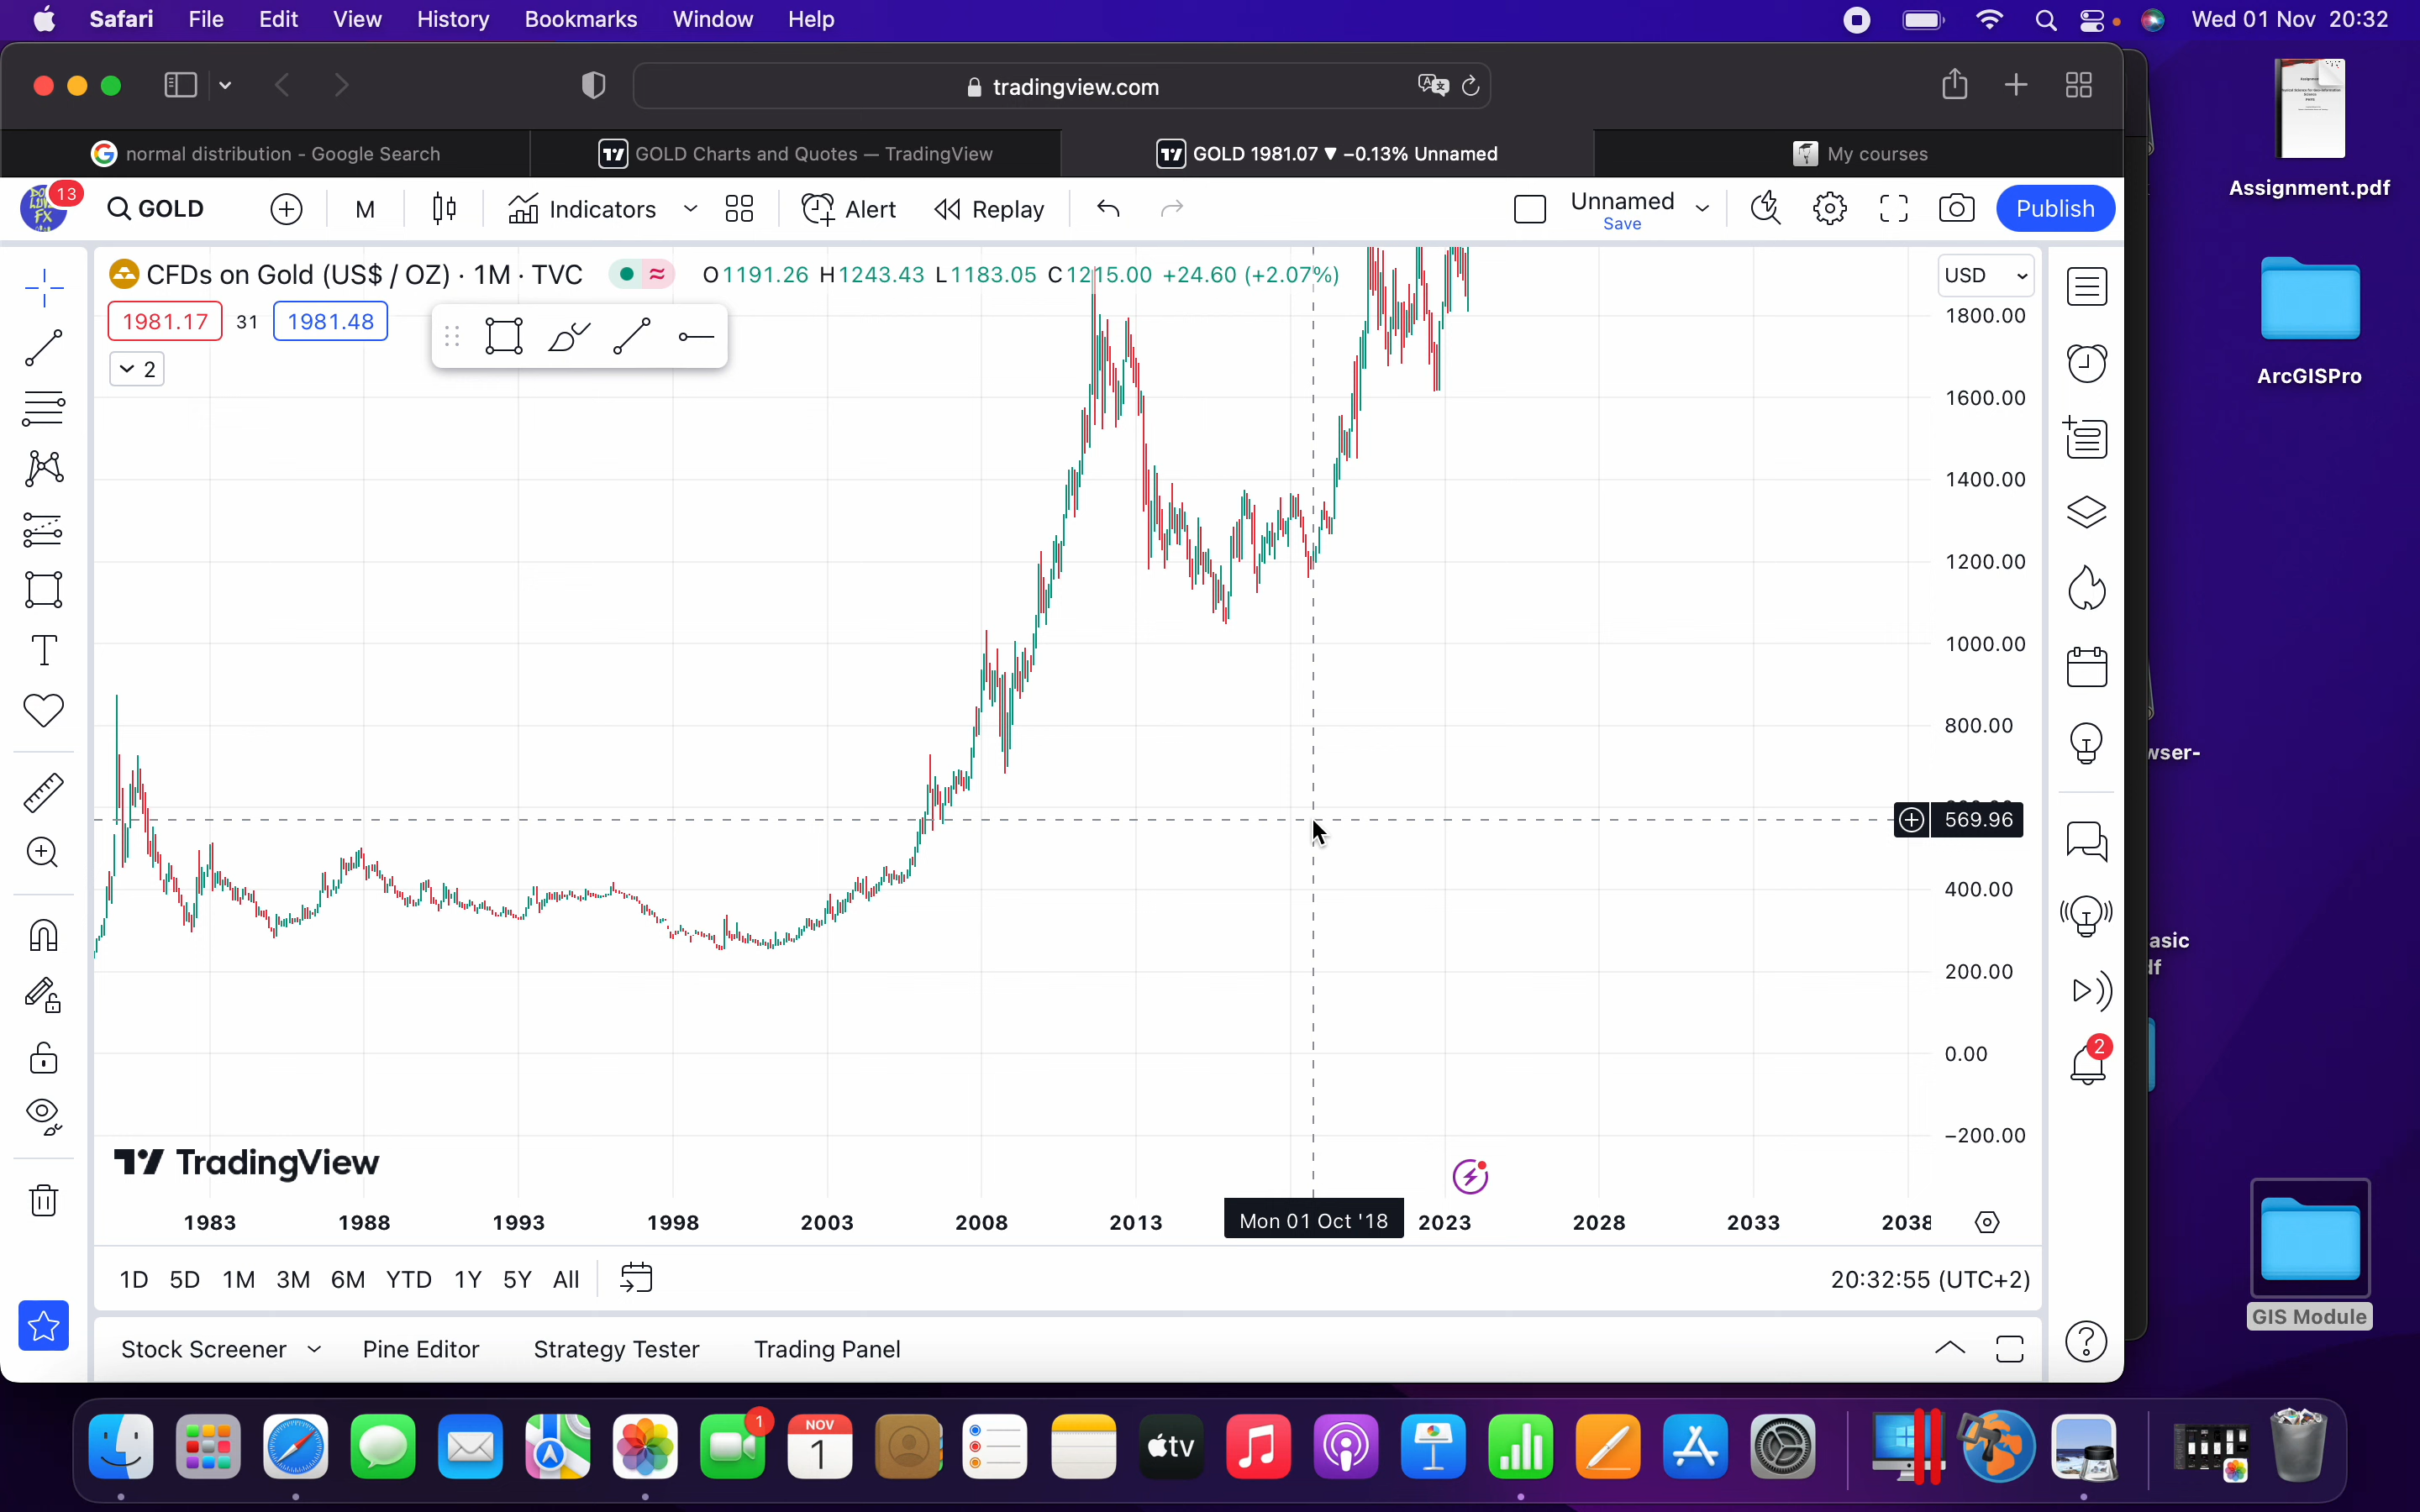 Safari File Edit View History Bookmarks Window Help Wed 01 Nov 20:32
tradingview.com
normal distribution - Google Search GOLD Charts and Quotes — TradingView GOLD 1981.07 ▼ −0.13% Unnamed My courses
13 GOLD M Indicators Alert Replay Unnamed Save Publish
CFDs on Gold (US$ / OZ) · 1M · TVC O1191.26 H1243.43 L1183.05 C1215.00 +24.60 (+2.07%) USD
1981.17 31 1981.48
2
1800.00
1600.00
1400.00
1200.00
1000.00
800.00
569.96
400.00
200.00
0.00
−200.00
2
TradingView
1983 1988 1993 1998 2003 2008 2013 Mon 01 Oct '18 2023 2028 2033 2038
1D 5D 1M 3M 6M YTD 1Y 5Y All 20:32:55 (UTC+2)
Stock Screener Pine Editor Strategy Tester Trading Panel
Assignment.pdf
ArcGISPro
wser-
asic
GIS Module
1
NOV
1
tv